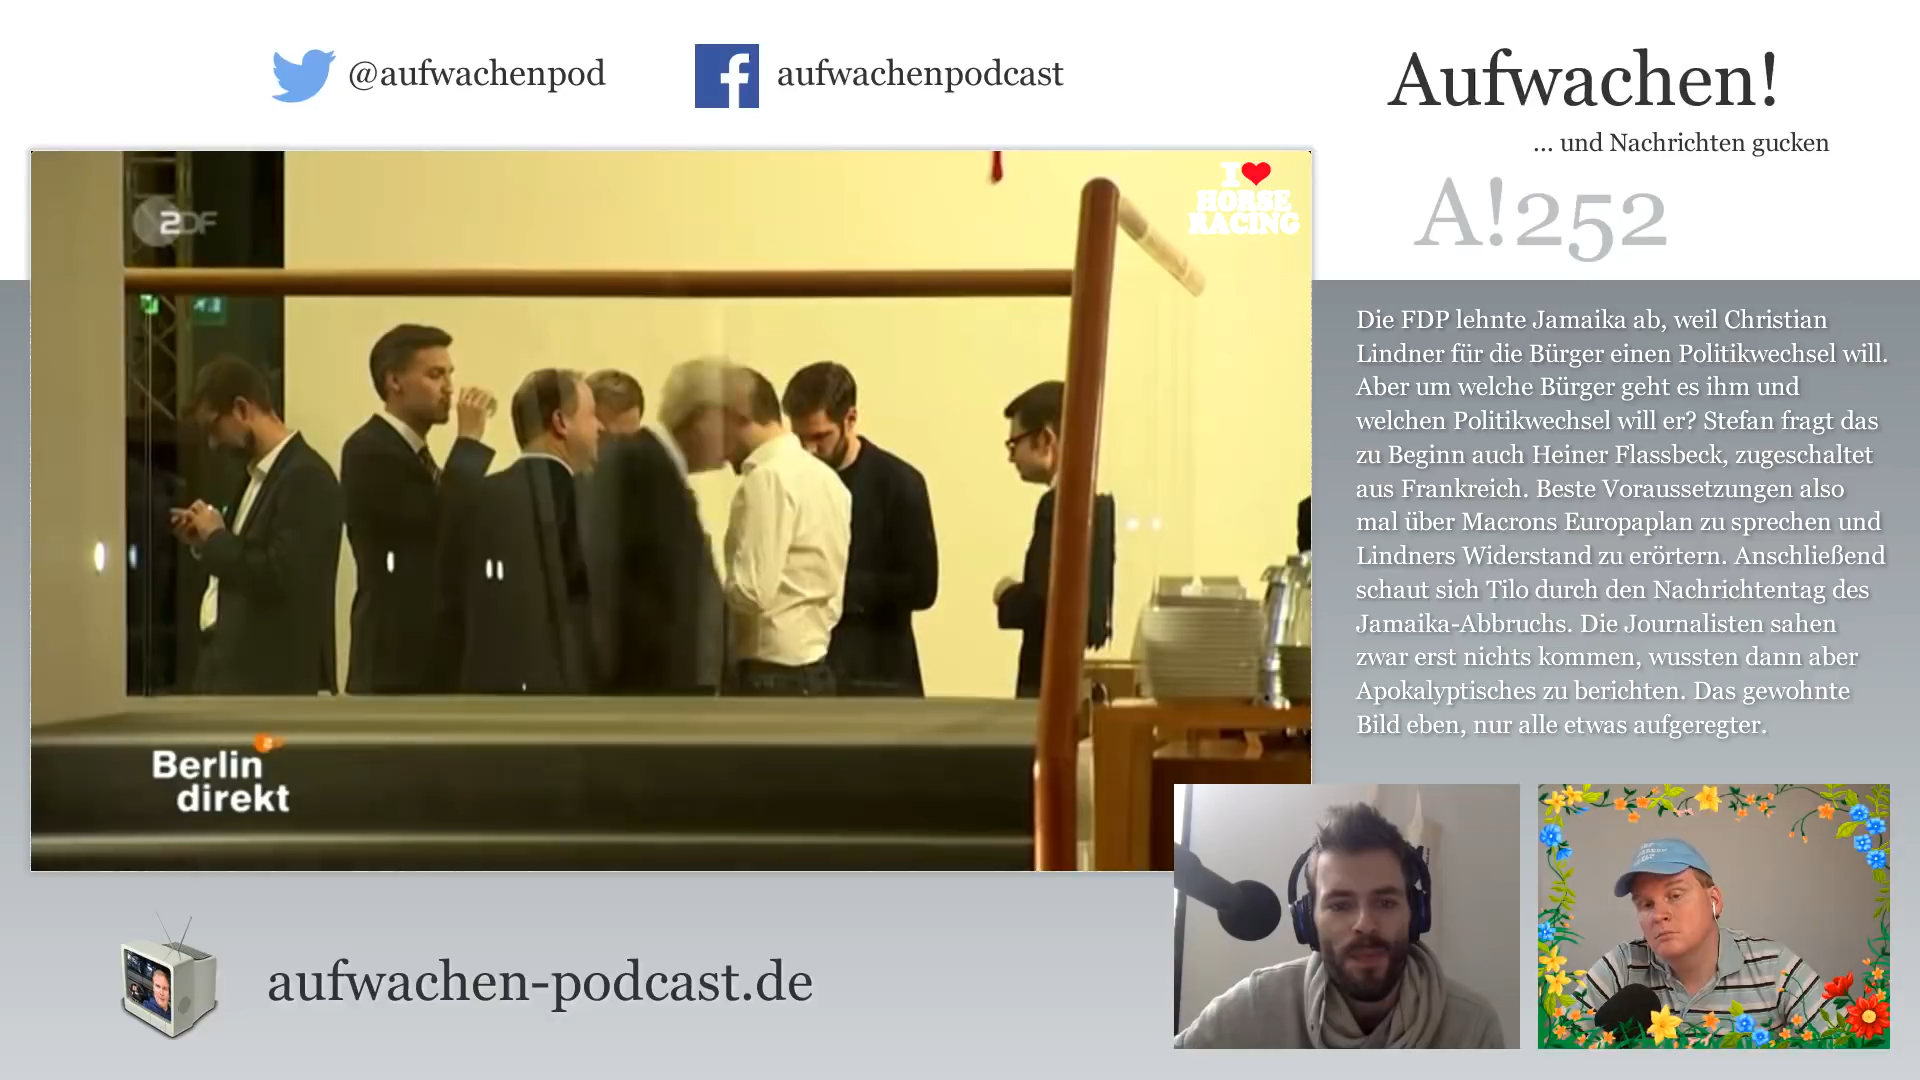 @aufwachenpod
aufwachenpodcast
Aufwachen!
... und Nachrichten gucken
A!252
ZDF
I
HORSE
RACING
Die FDP lehnte Jamaika ab, weil Christian
Lindner für die Bürger einen Politikwechsel will.
Aber um welche Bürger geht es ihm und
welchen Politikwechsel will er? Stefan fragt das
zu Beginn auch Heiner Flassbeck, zugeschaltet
aus Frankreich. Beste Voraussetzungen also
mal über Macrons Europaplan zu sprechen und
Lindners Widerstand zu erörtern. Anschließend
schaut sich Tilo durch den Nachrichtentag des
Jamaika-Abbruchs. Die Journalisten sahen
zwar erst nichts kommen, wussten dann aber
Apokalyptisches zu berichten. Das gewohnte
Bild eben, nur alle etwas aufgeregter.
Berlin
direkt
aufwachen-podcast.de